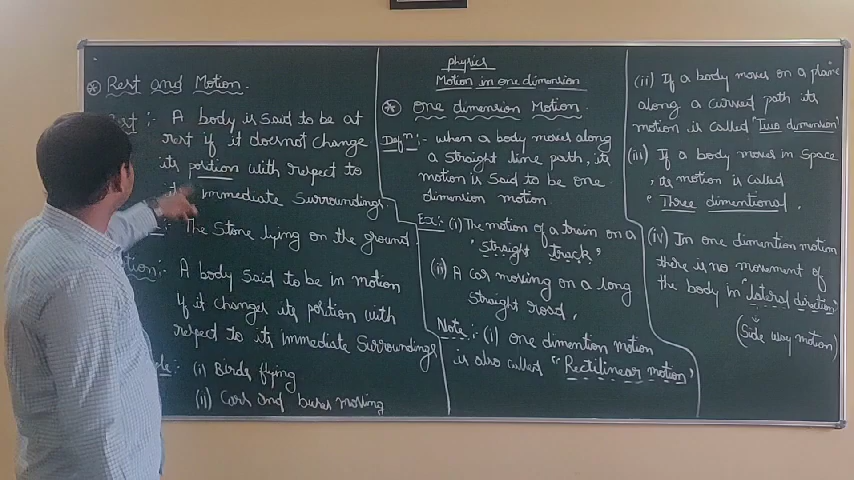 Rest and Motion.
:- A body is said to be at
rest if it doesnot change
its position with respect to
immediate Surroundings.
:- The Stone lying on the ground
:- A body said to be in motion
if it changes its position with
respect to its immediate Surroundings
:- (i) Birds flying
(ii) Cars and buses moving
physics
Motion in one dimension
one dimension Motion.
Defn:- when a body moves along
a straight line path, its
motion is said to be one
dimension motion
Ex:- (i) The motion of a train on a
"straight track"
(ii) A car moving on a long
straight road.
Note:- (i) one dimention motion
is also called "Rectilinear motion"
(ii) If a body moves on a plane
along a curved path its
motion is called "Two dimension"
(iii) If a body moves in Space
, its motion is called
"Three dimentional.
(iv) In one dimention motion
there is no movement of
the body in "lateral direction"
(Side way motion)